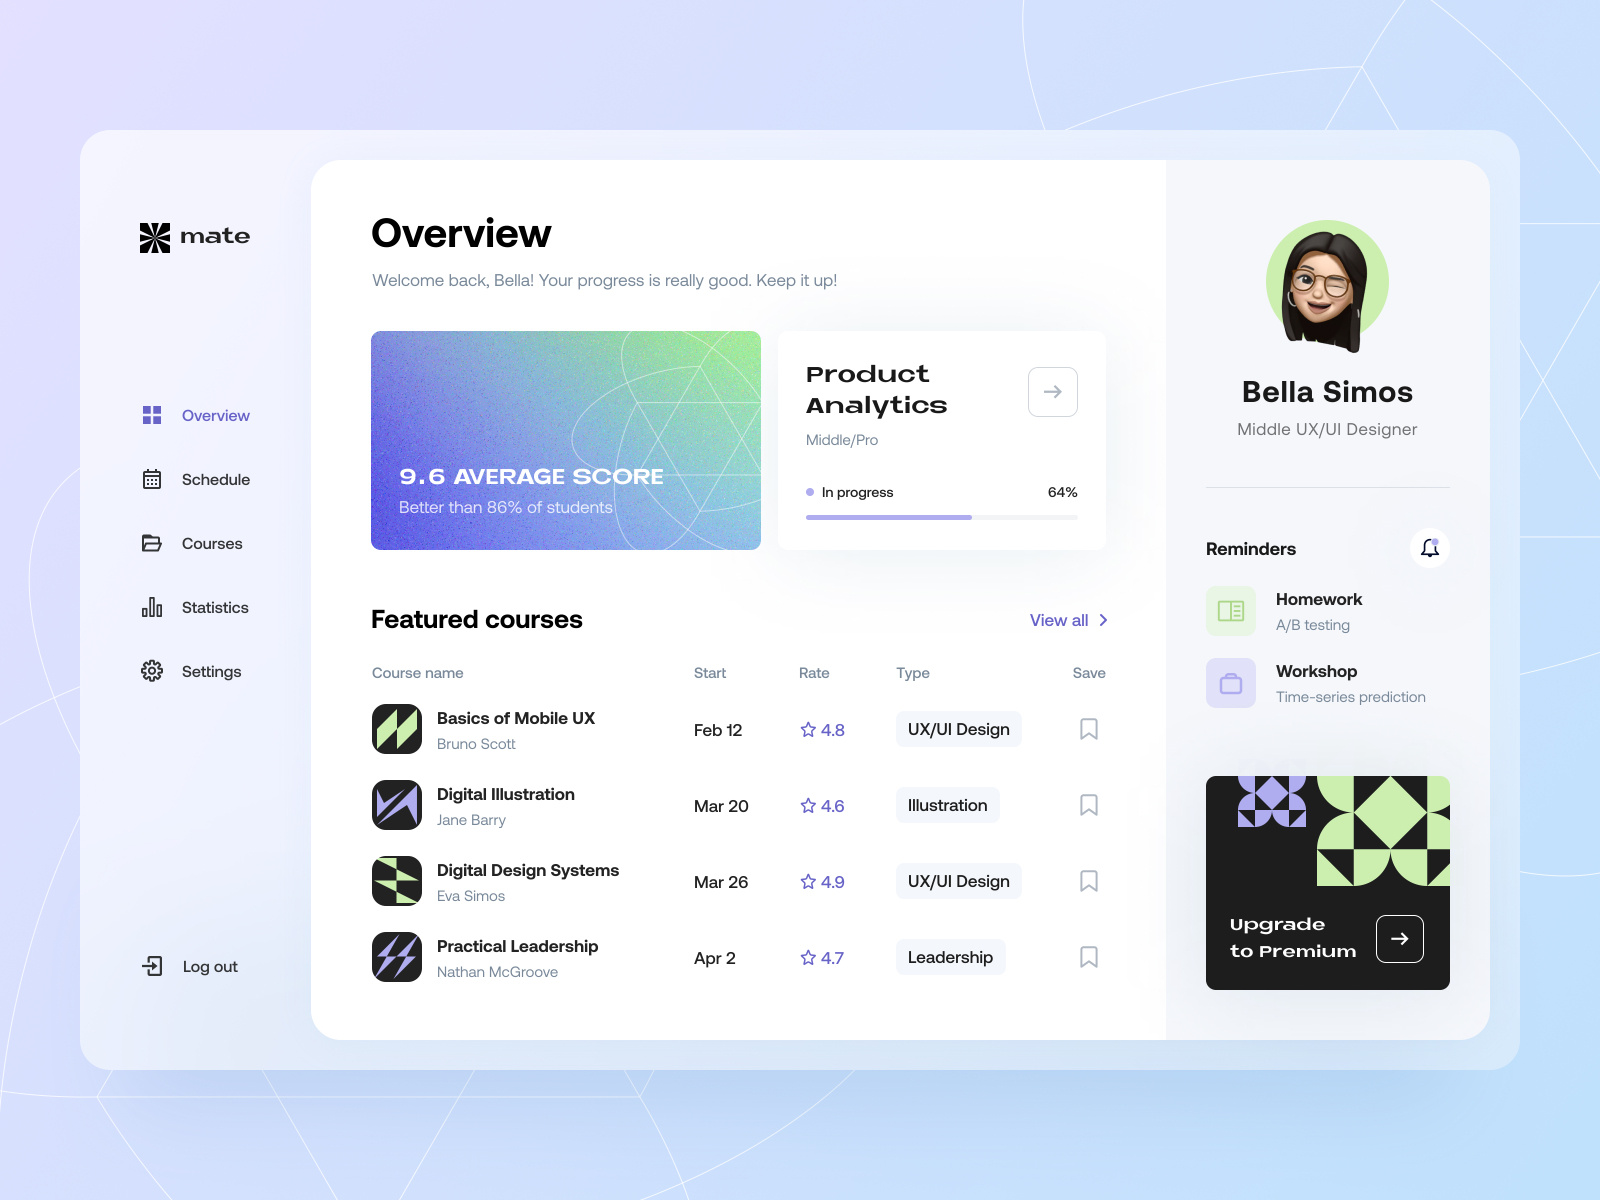 mate
Overview
Schedule
Courses
Statistics
Settings
Log out
Overview
Welcome back, Bella! Your progress is really good. Keep it up!
9.6 AVERAGE SCORE
Better than 86% of students
Product
Analytics
Middle/Pro
In progress 64%
Featured courses
View all
Course name Start Rate Type Save
Basics of Mobile UX
Bruno Scott
Feb 12 4.8 UX/UI Design
Digital Illustration
Jane Barry
Mar 20 4.6 Illustration
Digital Design Systems
Eva Simos
Mar 26 4.9 UX/UI Design
Practical Leadership
Nathan McGroove
Apr 2 4.7 Leadership
Bella Simos
Middle UX/UI Designer
Reminders
Homework
A/B testing
Workshop
Time-series prediction
Upgrade
to Premium